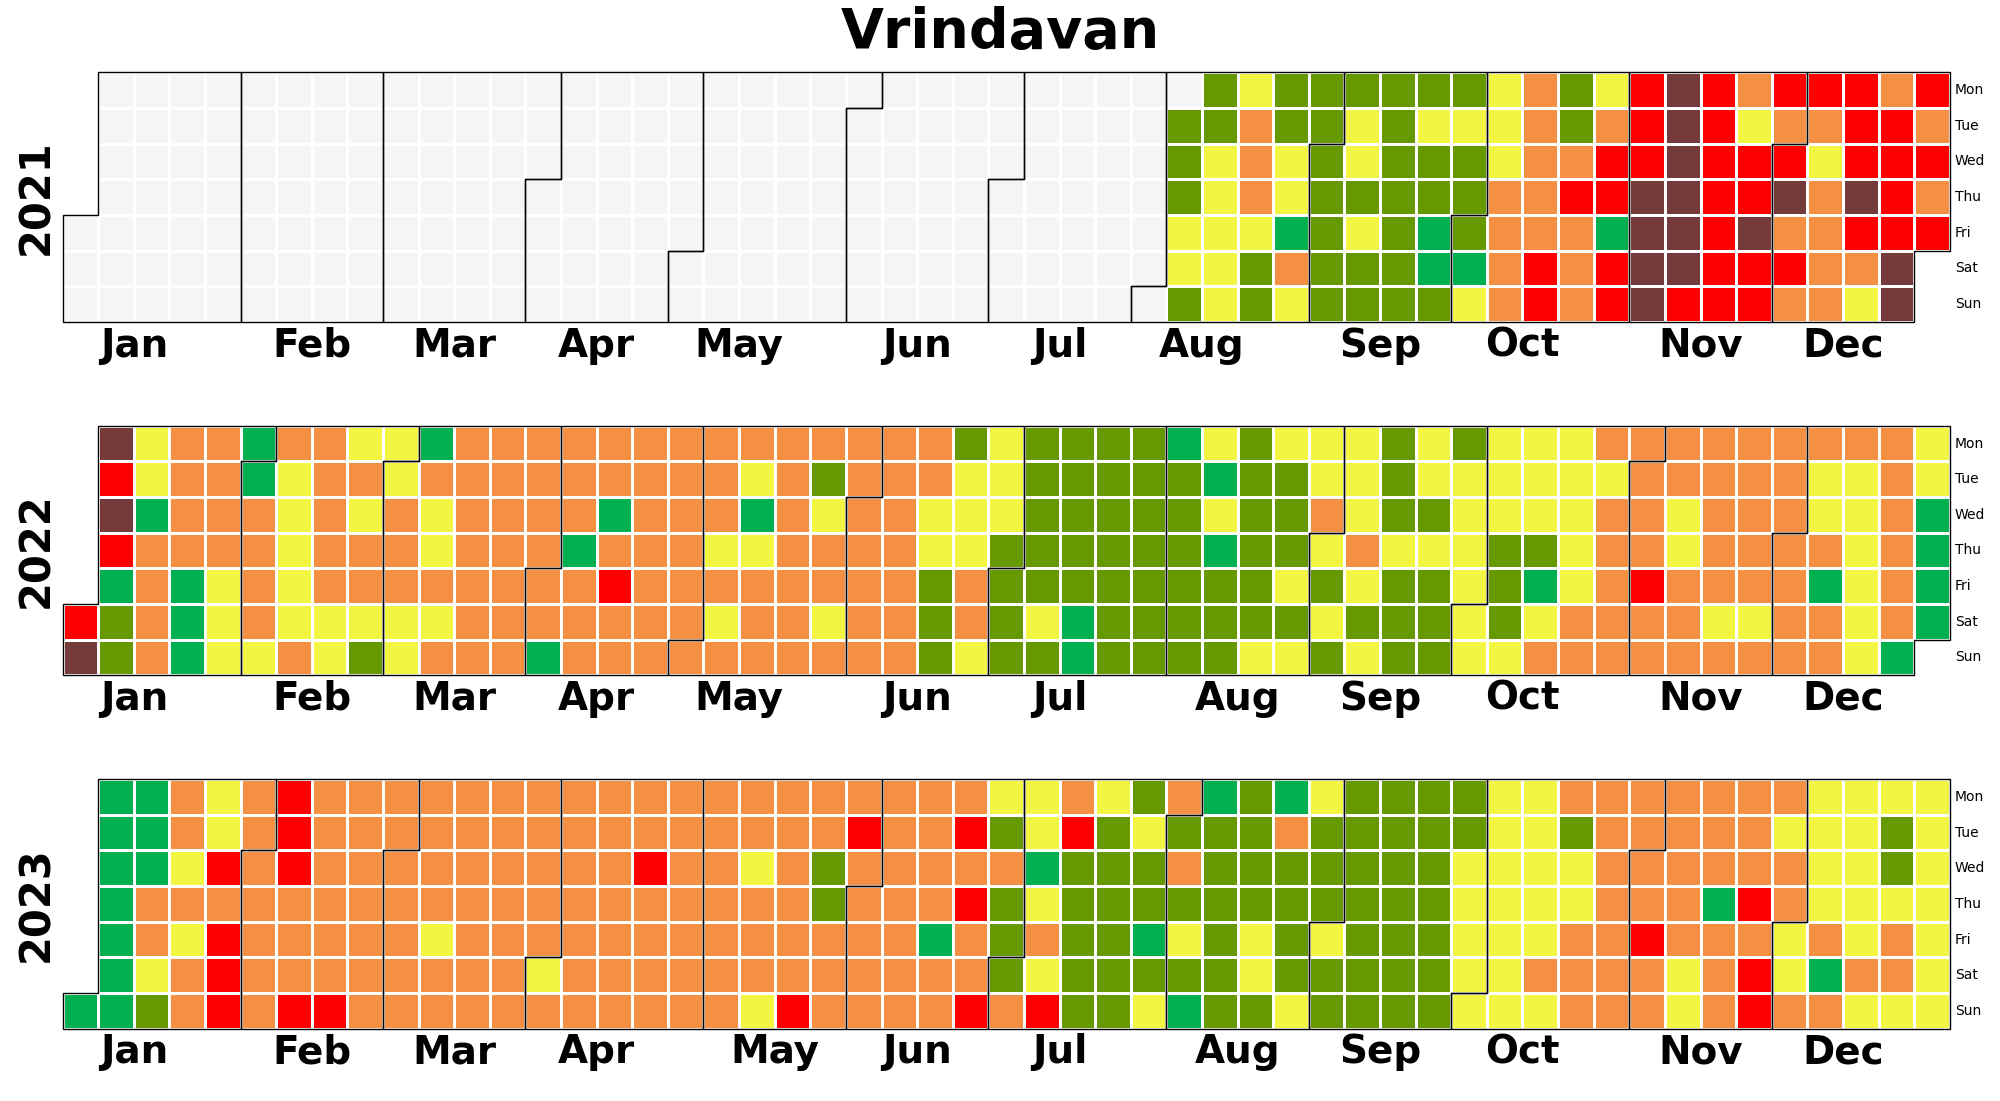 Vrindavan
2021
Mon
Tue
Wed
Thu
Fri
Sat
Sun
Jan Feb Mar Apr May Jun Jul Aug Sep Oct Nov Dec
2022
Mon
Tue
Wed
Thu
Fri
Sat
Sun
Jan Feb Mar Apr May Jun Jul Aug Sep Oct Nov Dec
2023
Mon
Tue
Wed
Thu
Fri
Sat
Sun
Jan Feb Mar Apr May Jun Jul Aug Sep Oct Nov Dec